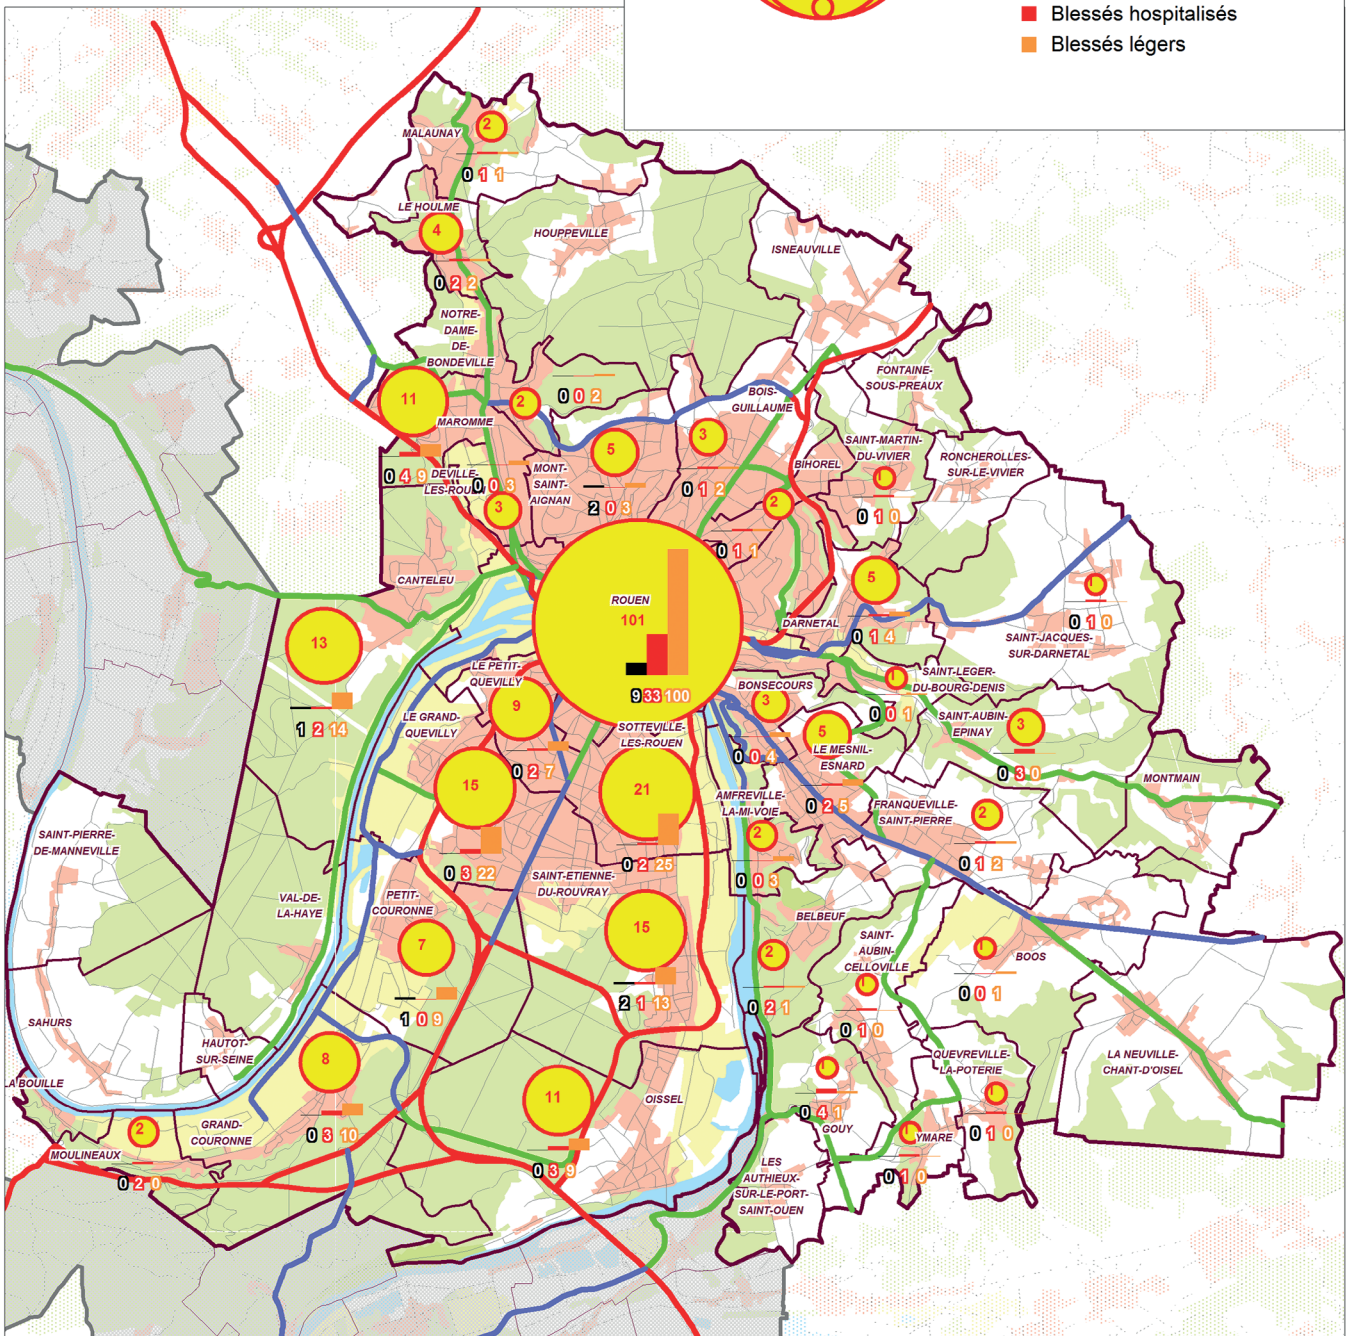 Blessés hospitalisés
Blessés légers
MALAUNAY
2
0 1 1
LE HOULME
4
0 2 2
HOUPPEVILLE
ISNEAUVILLE
NOTRE-
DAME-
DE-
BONDEVILLE
2
0 0 2
11
MAROMME
0 4 9
DEVILLE-
LES-ROUEN
0 0 3
3
MONT-
SAINT-
AIGNAN
5
2 0 3
BOIS-
GUILLAUME
3
0 1 2
BIHOREL
2
0 1 1
FONTAINE-
SOUS-PREAUX
SAINT-MARTIN-
DU-VIVIER
1
0 1 0
RONCHEROLLES-
SUR-LE-VIVIER
CANTELEU
13
1 2 14
ROUEN
101
9 33 100
5
DARNETAL
0 1 4
1
0 1 0
SAINT-JACQUES-
SUR-DARNETAL
LE PETIT-
QUEVILLY
9
0 2 7
LE GRAND-
QUEVILLY
15
0 3 22
SOTTEVILLE-
LES-ROUEN
21
0 2 25
BONSECOURS
3
0 0 4
SAINT-LEGER-
DU-BOURG-DENIS
1
0 0 1
SAINT-AUBIN-
EPINAY
3
0 3 0
5
LE MESNIL-
ESNARD
0 2 5
MONTMAIN
AMFREVILLE-
LA-MI-VOIE
2
0 0 3
FRANQUEVILLE-
SAINT-PIERRE
2
0 1 2
SAINT-PIERRE-
DE-MANNEVILLE
VAL-DE-
LA-HAYE
PETIT-
COURONNE
7
1 0 9
SAINT-ETIENNE-
DU-ROUVRAY
15
2 1 13
BELBEUF
2
0 2 1
SAINT-
AUBIN-
CELLOVILLE
1
0 1 0
1
BOOS
0 0 1
SAHURS
HAUTOT-
SUR-SEINE
LA BOUILLE
8
0 3 10
GRAND-
COURONNE
2
MOULINEAUX
0 2 0
11
0 3 9
OISSEL
1
0 4 1
GOUY
QUEVREVILLE-
LA-POTERIE
1
0 1 0
1
YMARE
0 1 0
LA NEUVILLE-
CHANT-D'OISEL
LES
AUTHIEUX-
SUR-LE-PORT-
SAINT-OUEN